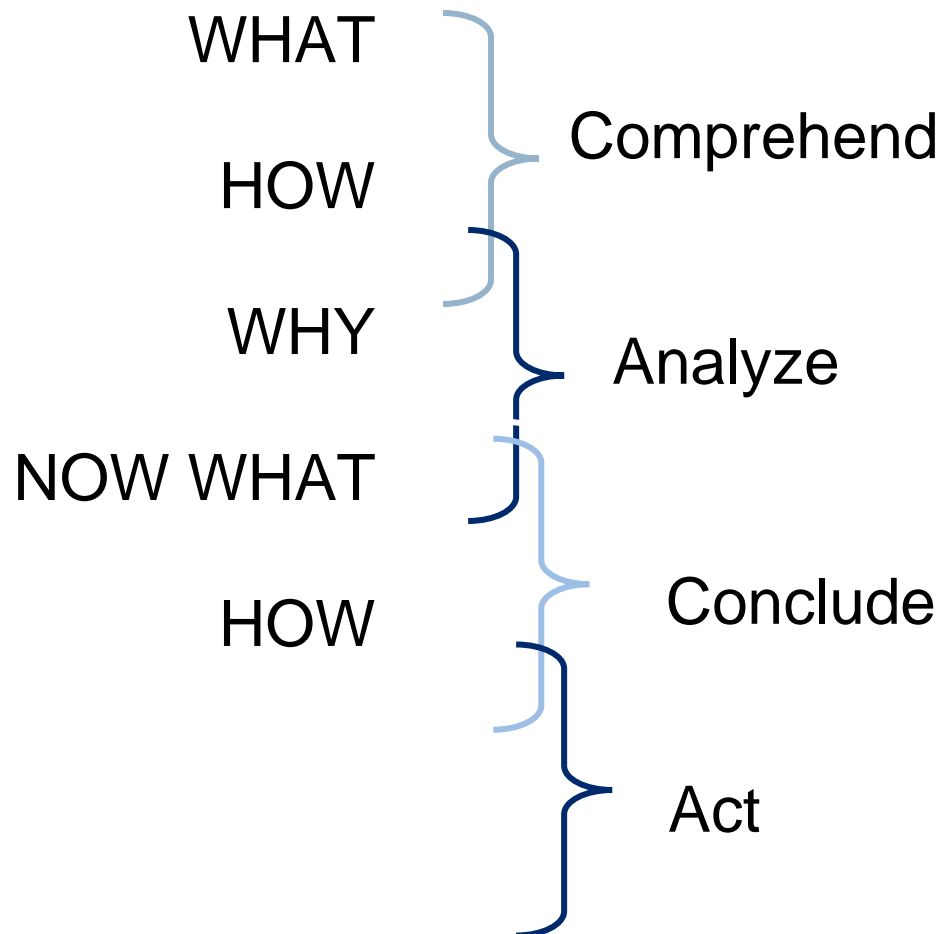 WHAT
Comprehend
HOW
WHY
Analyze
NOW WHAT
Conclude
HOW
Act